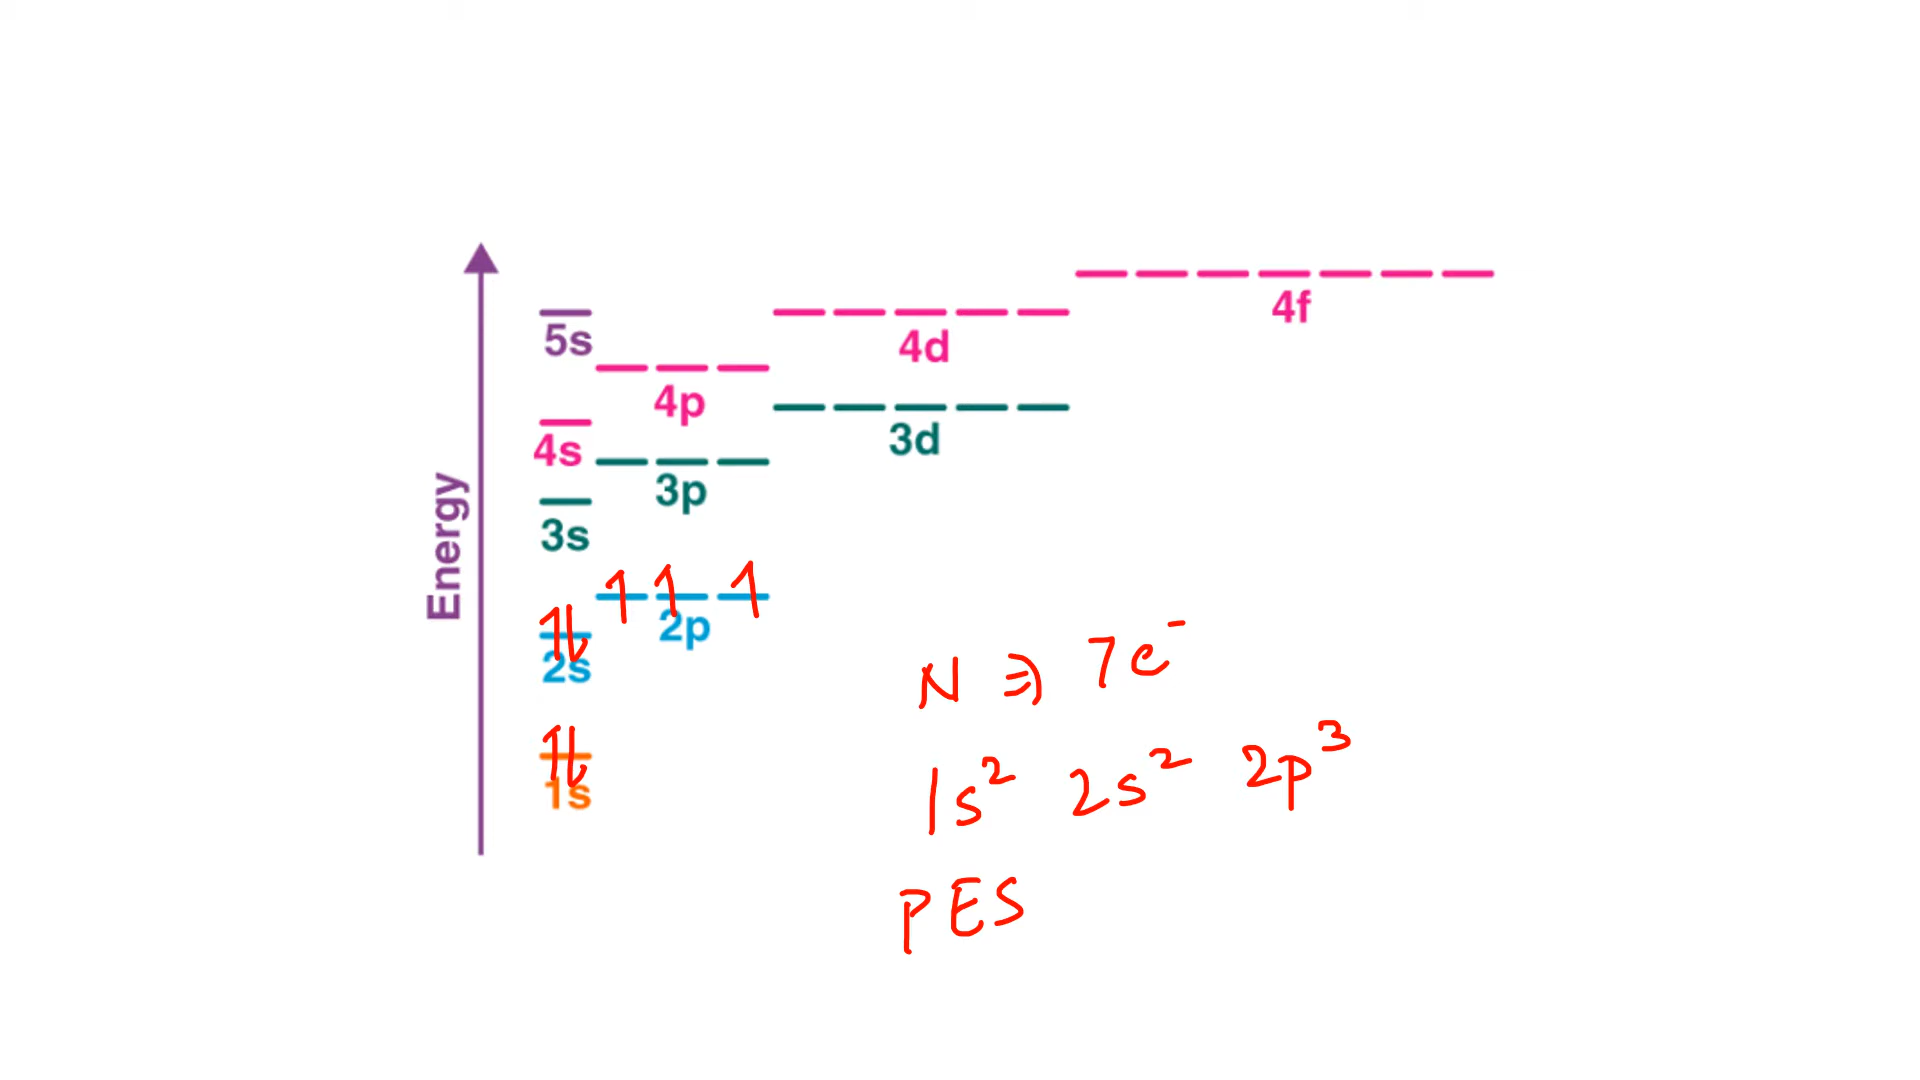 5s
4f
4d
4p
4s
3d
3p
3s
Energy
2p
2s
N ⇒ 7e⁻
1s
1s² 2s² 2p³
PES